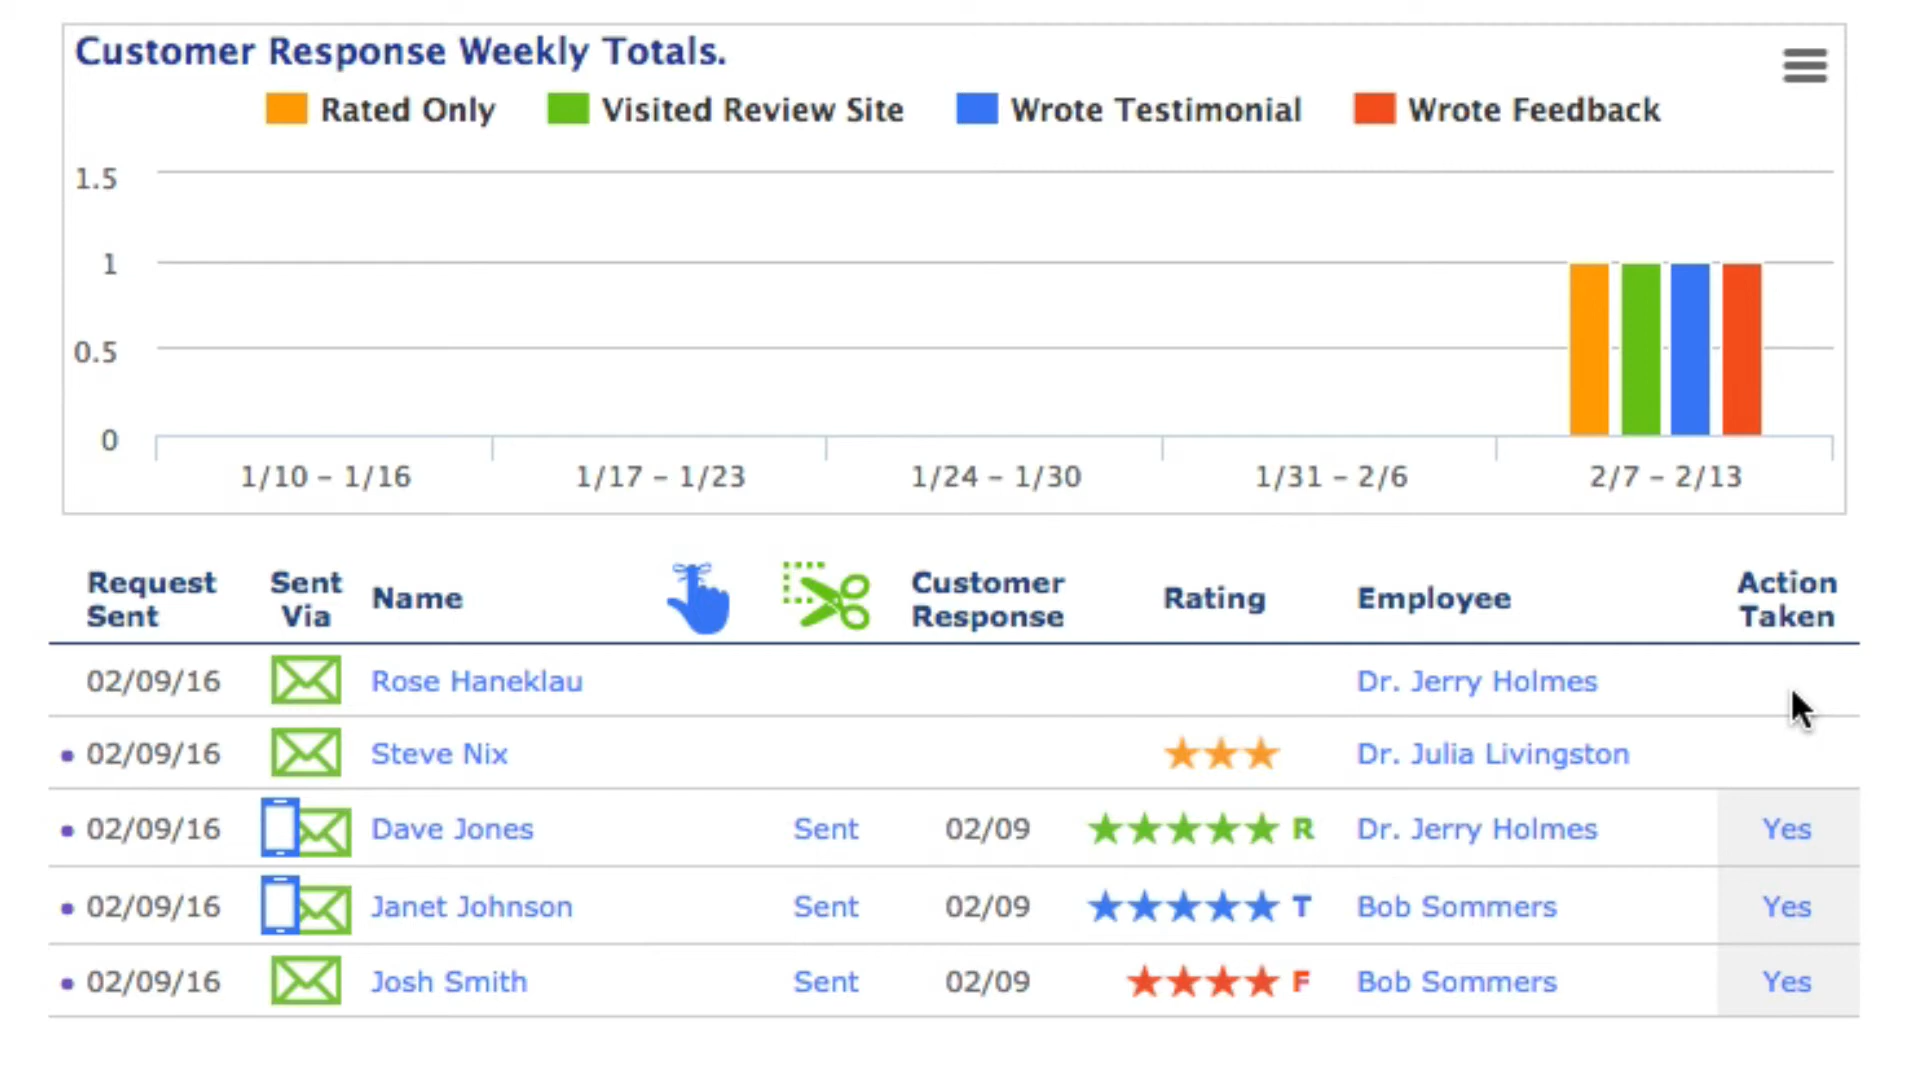 Customer Response Weekly Totals.
Rated Only Visited Review Site Wrote Testimonial Wrote Feedback
1.5
1
0.5
0
1/10 - 1/16 1/17 - 1/23 1/24 - 1/30 1/31 - 2/6 2/7 - 2/13
Request Sent Sent Via Name Customer Response Rating Employee Action Taken
02/09/16 Rose Haneklau Dr. Jerry Holmes
02/09/16 Steve Nix Dr. Julia Livingston
02/09/16 Dave Jones Sent 02/09 R Dr. Jerry Holmes Yes
02/09/16 Janet Johnson Sent 02/09 T Bob Sommers Yes
02/09/16 Josh Smith Sent 02/09 F Bob Sommers Yes